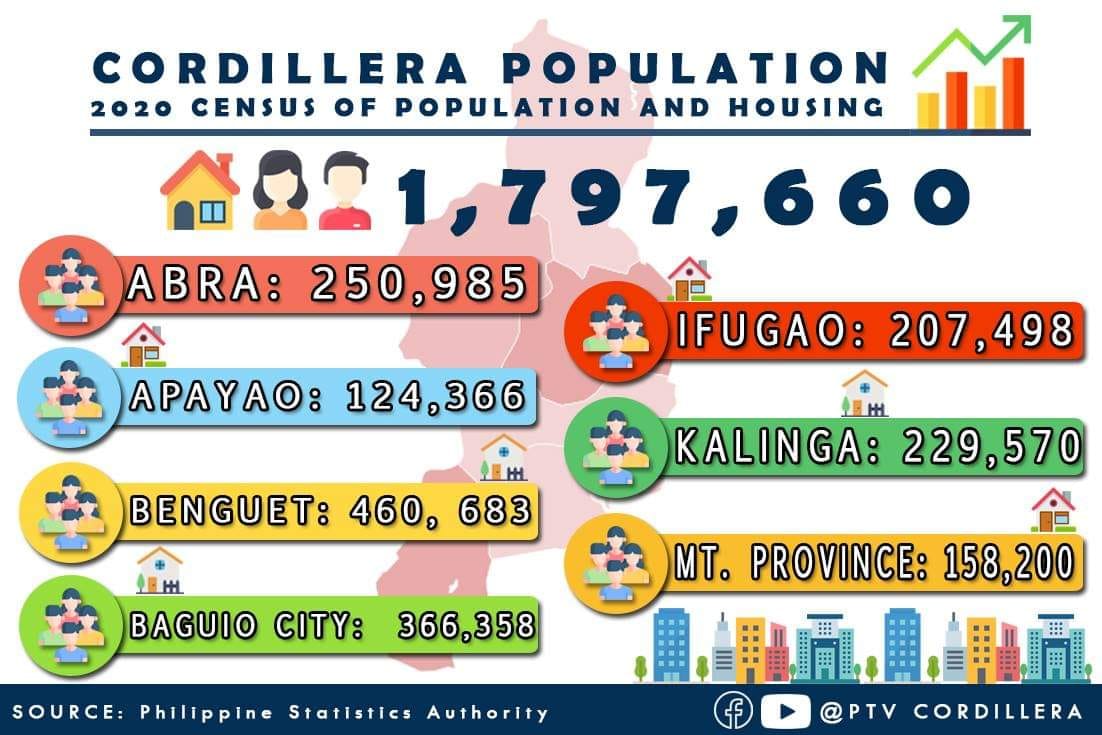 CORDILLERA POPULATION
2020 CENSUS OF POPULATION AND HOUSING
1,797,660
ABRA: 250,985
APAYAO: 124,366
BENGUET: 460, 683
BAGUIO CITY: 366,358
IFUGAO: 207,498
KALINGA: 229,570
MT. PROVINCE: 158,200
SOURCE: Philippine Statistics Authority
@PTV CORDILLERA